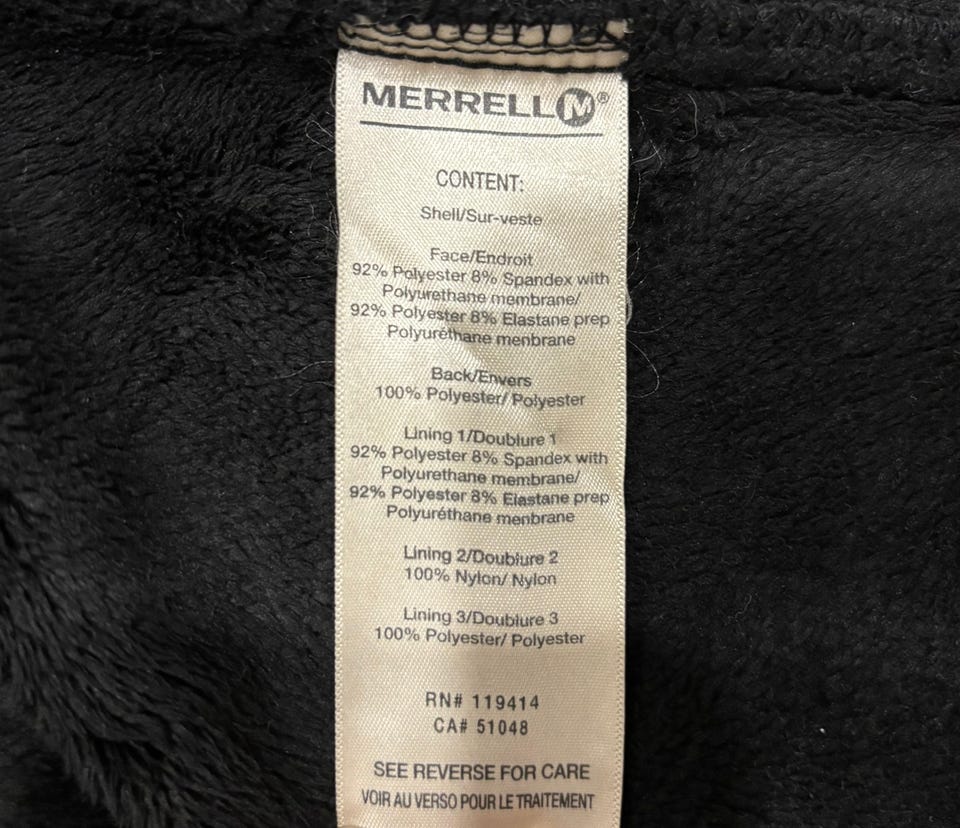 MERRELL M®
CONTENT:
Shell/Sur-veste
Face/Endroit
92% Polyester 8% Spandex with
Polyurethane membrane/
92% Polyester 8% Elastane prep
Polyuréthane menbrane
Back/Envers
100% Polyester/ Polyester
Lining 1/Doublure 1
92% Polyester 8% Spandex with
Polyurethane membrane/
92% Polyester 8% Elastane prep
Polyuréthane menbrane
Lining 2/Doublure 2
100% Nylon/ Nylon
Lining 3/Doublure 3
100% Polyester/ Polyester
RN# 119414
CA# 51048
SEE REVERSE FOR CARE
VOIR AU VERSO POUR LE TRAITEMENT